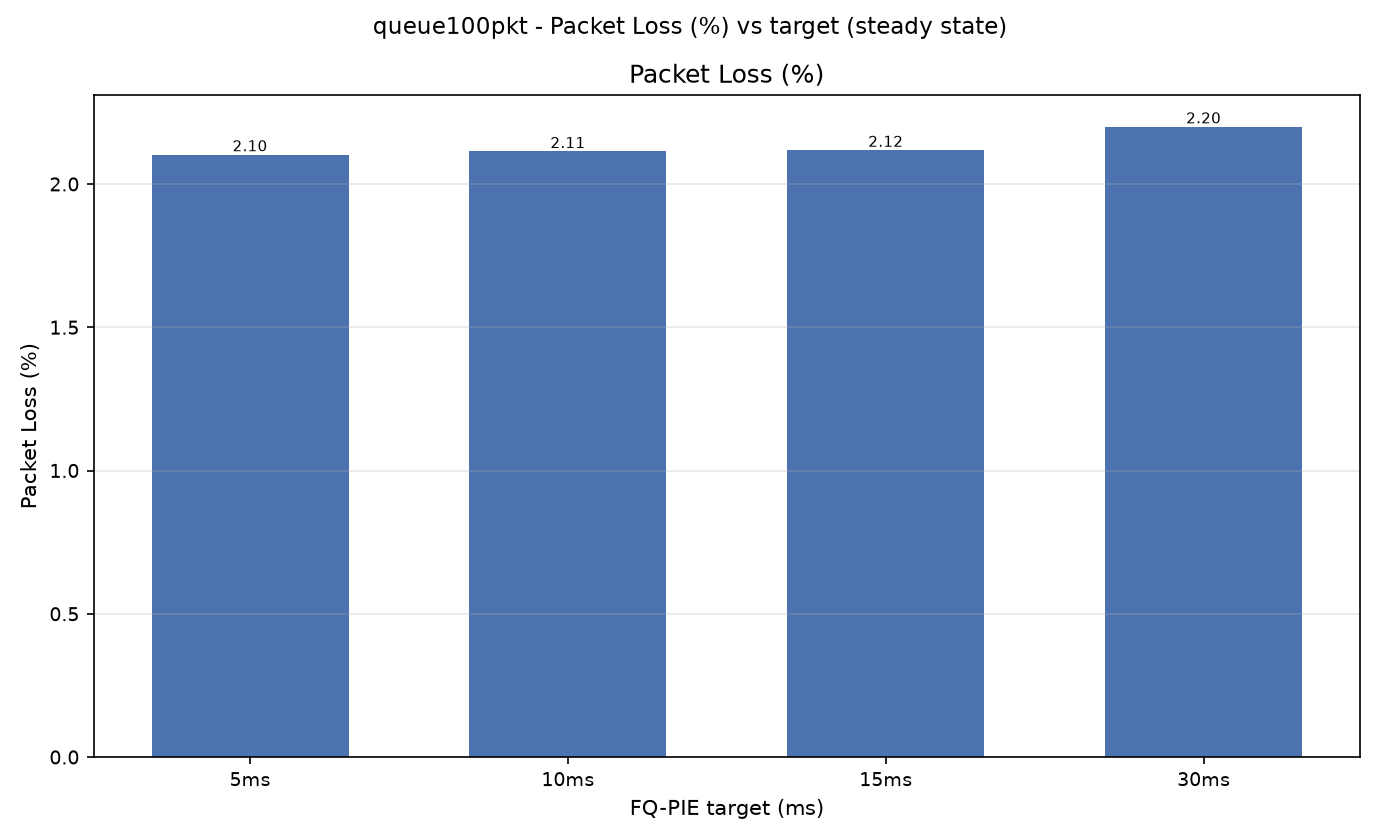 queue100pkt - Packet Loss (%) vs target (steady state)
Packet Loss (%)
2.10
2.11
2.12
2.20
2.0
1.5
1.0
0.5
0.0
Packet Loss (%)
5ms
10ms
15ms
30ms
FQ-PIE target (ms)